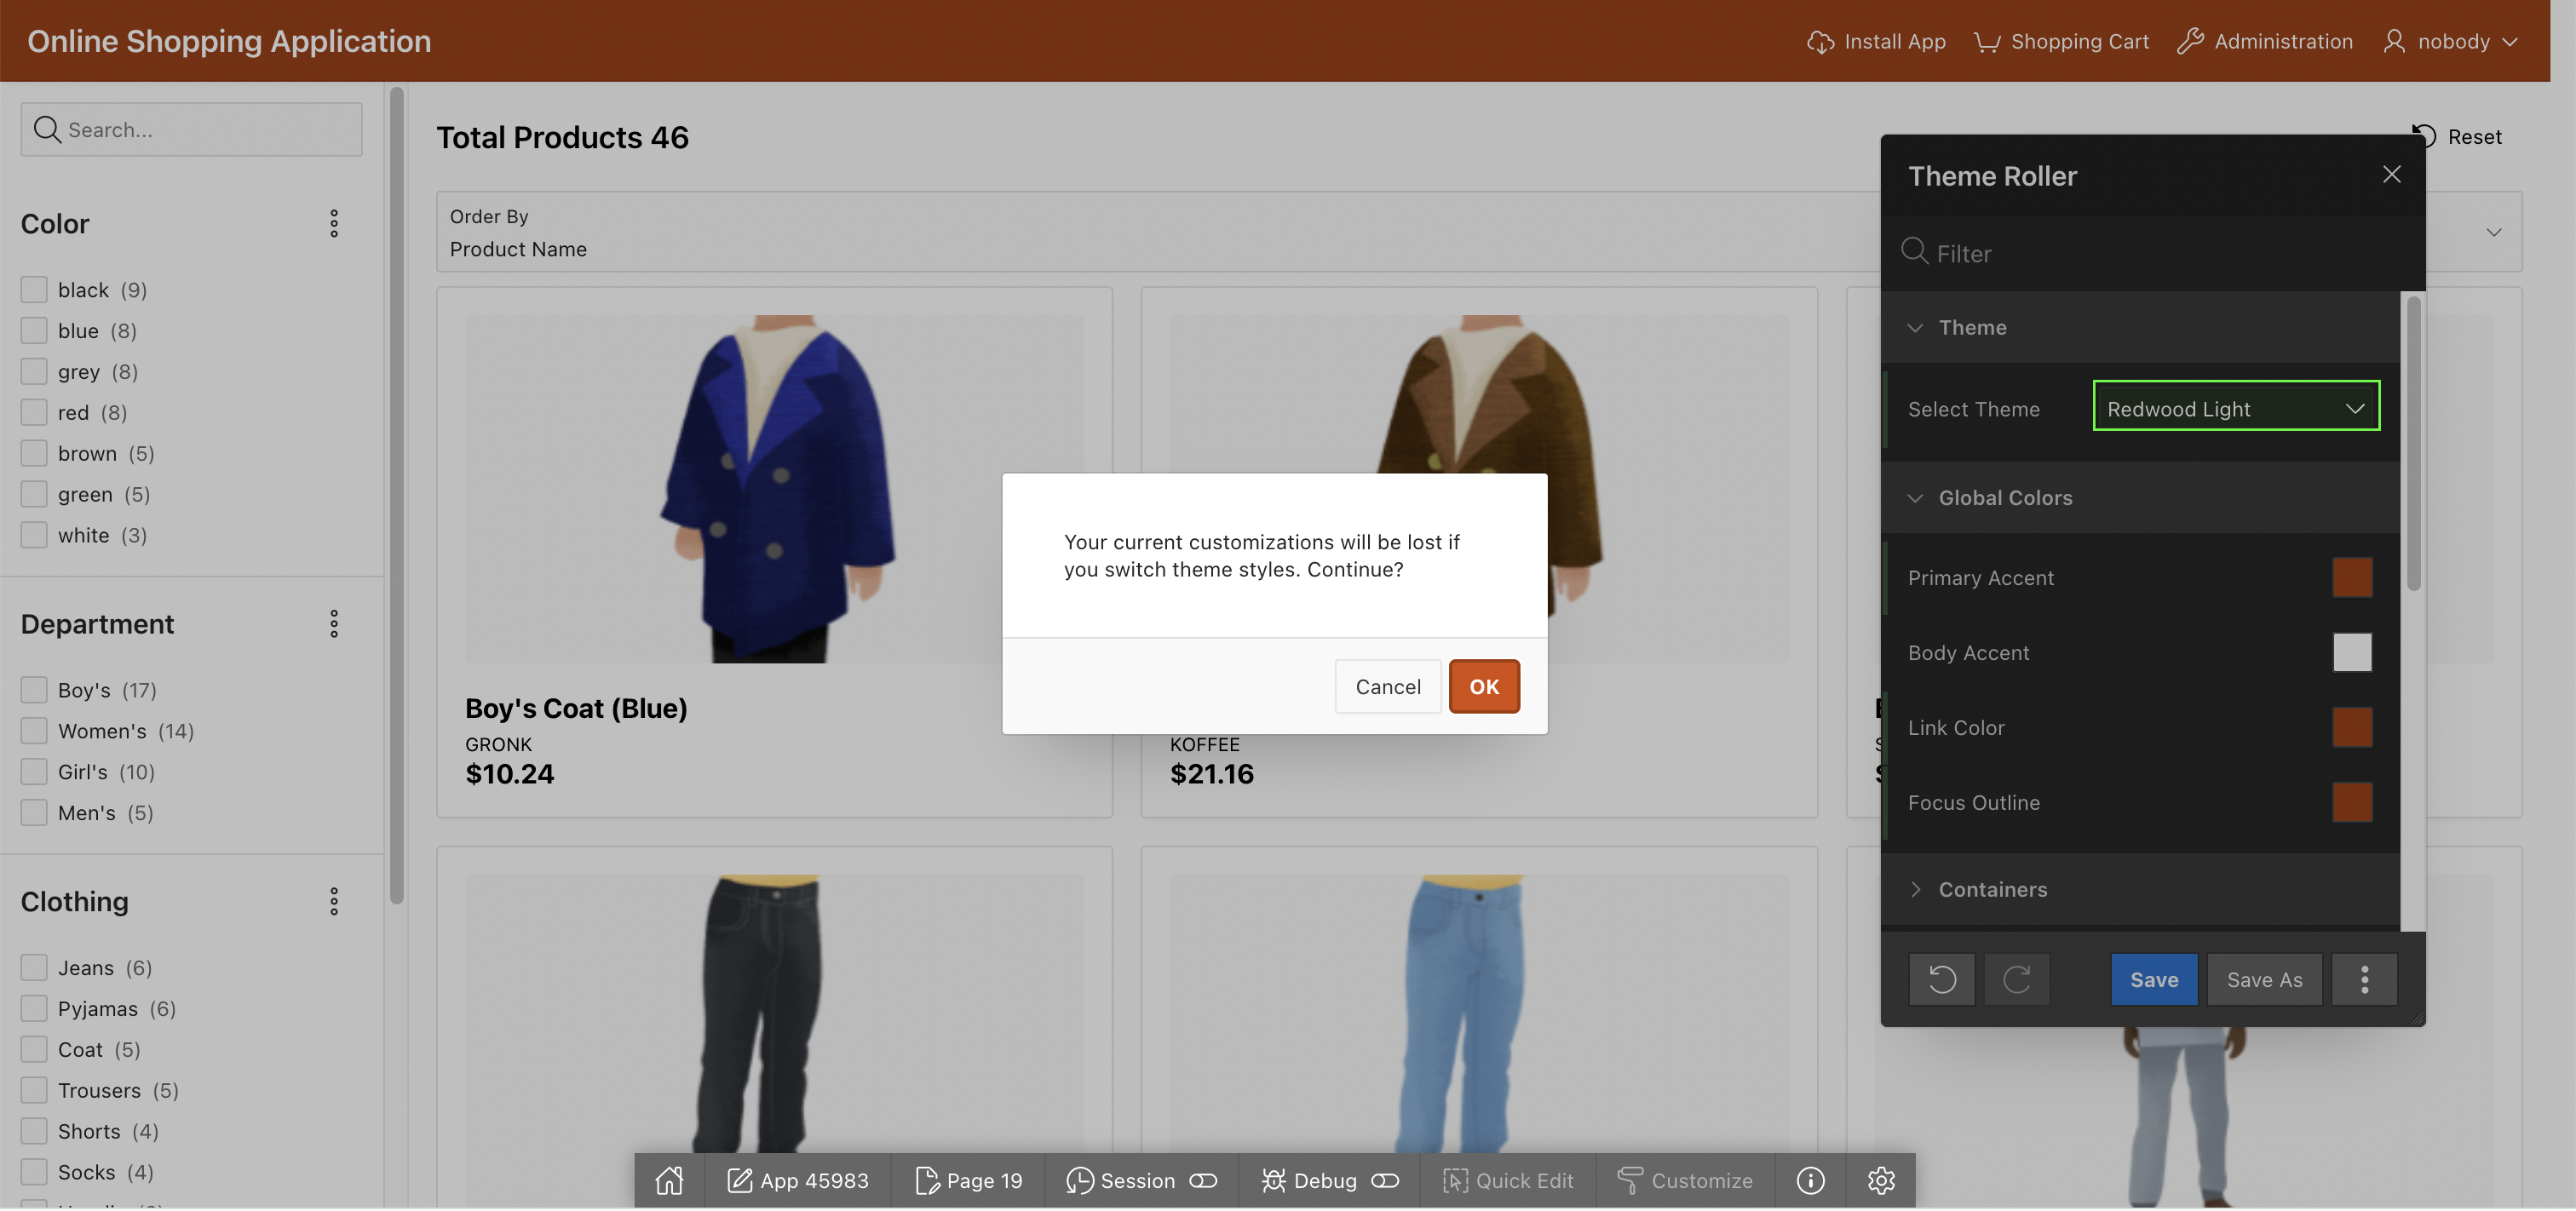 Online Shopping Application
Install App
Shopping Cart
Administration
nobody
Search...
Color
black (9)
blue (8)
grey (8)
red (8)
brown (5)
green (5)
white (3)
Department
Boy's (17)
Women's (14)
Girl's (10)
Men's (5)
Clothing
Jeans (6)
Pyjamas (6)
Coat (5)
Trousers (5)
Shorts (4)
Socks (4)
Total Products 46
Reset
Order By
Product Name
Boy's Coat (Blue)
GRONK
$10.24
KOFFEE
$21.16
Your current customizations will be lost if
you switch theme styles. Continue?
Cancel
OK
Theme Roller
Filter
Theme
Select Theme
Redwood Light
Global Colors
Primary Accent
Body Accent
Link Color
Focus Outline
Containers
Save
Save As
App 45983
Page 19
Session
Debug
Quick Edit
Customize